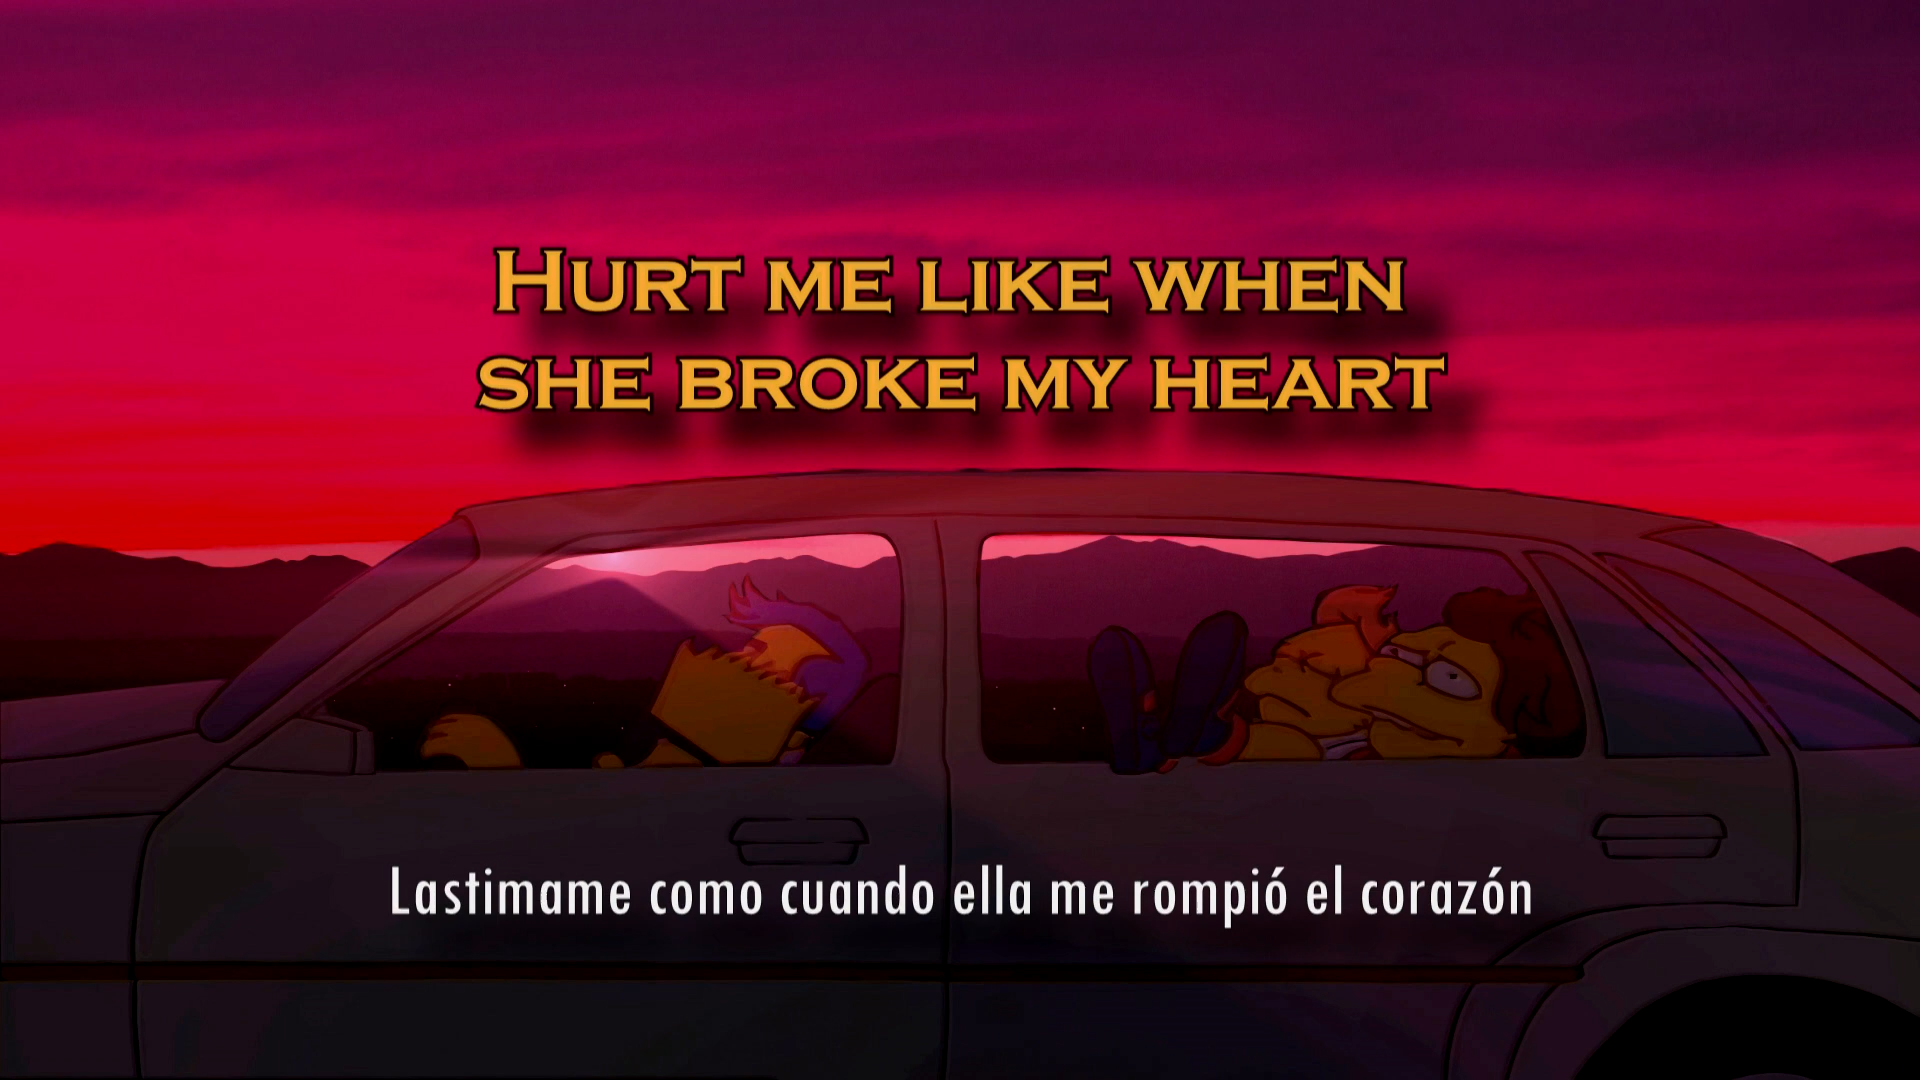 Hurt me like when
she broke my heart
Lastimame como cuando ella me rompió el corazón